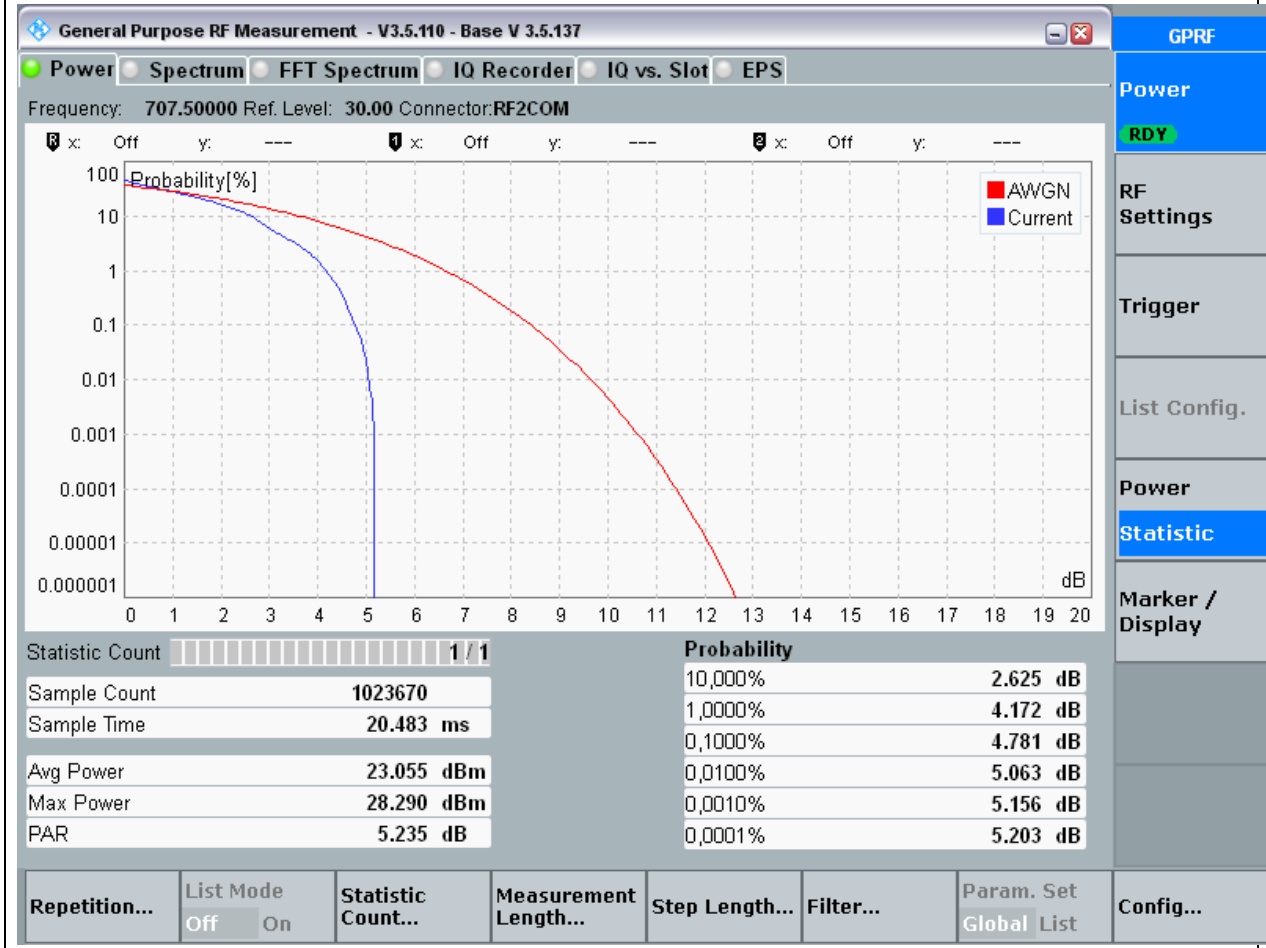 General Purpose RF Measurement - V3.5.110 - Base V 3.5.137
GPRF
Power Spectrum FFT Spectrum IQ Recorder IQ vs. Slot EPS
Frequency: 707.50000 Ref. Level: 30.00 Connector:RF2COM
R x: Off y: --- 1 x: Off y: --- 2 x: Off y: ---
Probability[%]
AWGN
Current
100
10
1
0.1
0.01
0.001
0.0001
0.00001
0.000001
dB
0 1 2 3 4 5 6 7 8 9 10 11 12 13 14 15 16 17 18 19 20
Statistic Count 1 / 1
Sample Count 1023670
Sample Time 20.483 ms
Avg Power 23.055 dBm
Max Power 28.290 dBm
PAR 5.235 dB
Probability
10,000% 2.625 dB
1,0000% 4.172 dB
0,1000% 4.781 dB
0,0100% 5.063 dB
0,0010% 5.156 dB
0,0001% 5.203 dB
Power
RDY
RF
Settings
Trigger
List Config.
Power
Statistic
Marker /
Display
Repetition...
List Mode
Off On
Statistic
Count...
Measurement
Length...
Step Length...
Filter...
Param. Set
Global List
Config...